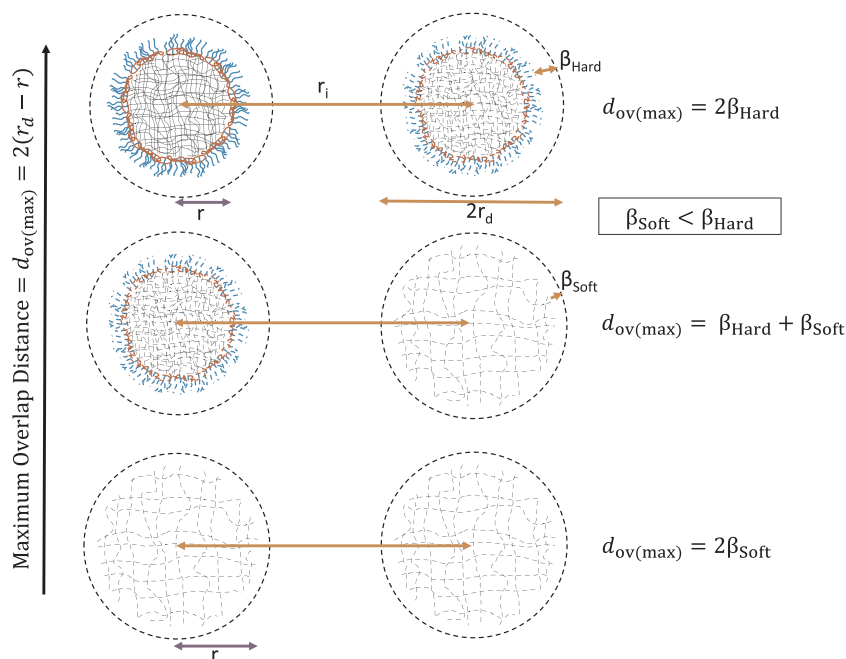 Maximum Overlap Distance = d_ov(max) = 2(r_d − r)
r_i
β_Hard
d_ov(max) = 2β_Hard
r
2r_d
β_Soft < β_Hard
β_Soft
d_ov(max) = β_Hard + β_Soft
d_ov(max) = 2β_Soft
r